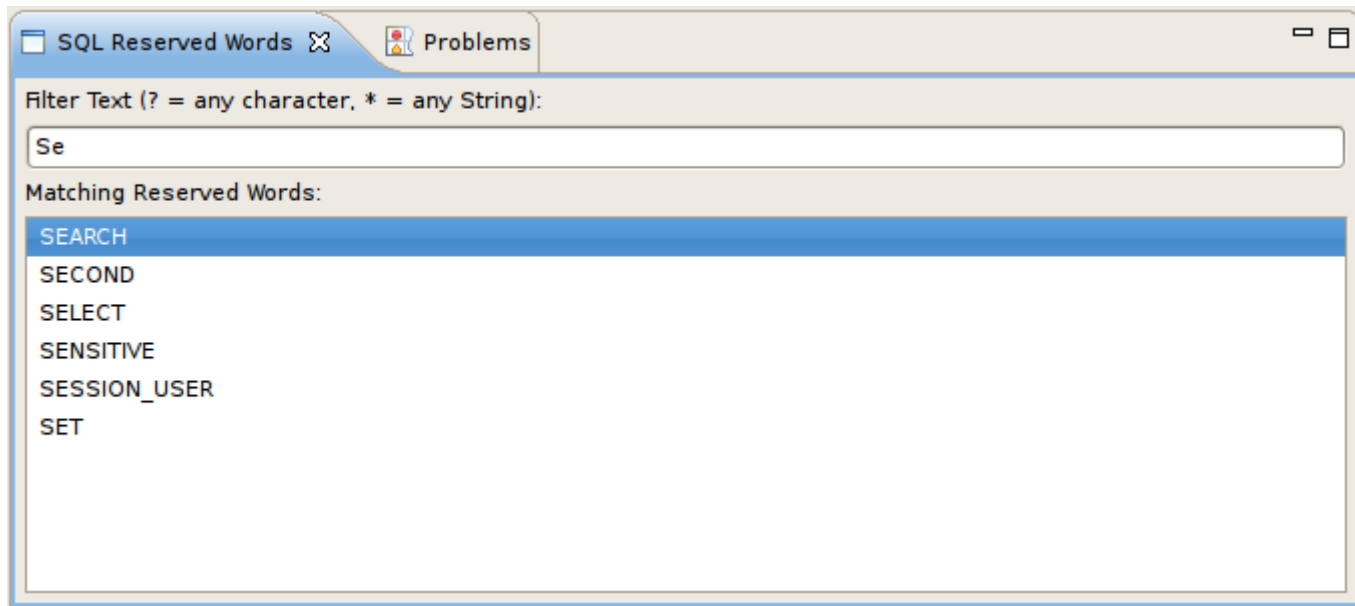 SQL Reserved Words Problems
Filter Text (? = any character, * = any String):
Se
Matching Reserved Words:
SEARCH
SECOND
SELECT
SENSITIVE
SESSION_USER
SET